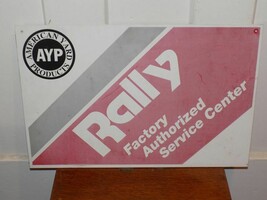 AMERICAN YARD
AYP
PRODUCTS
Rally
Factory
Authorized
Service Center